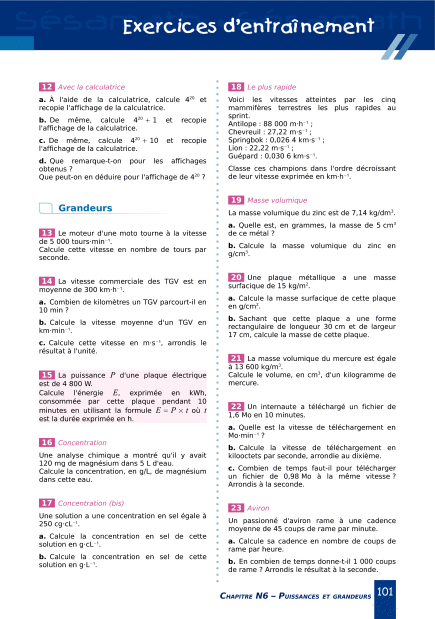 Exercices d'entraînement
12 Avec la calculatrice
a. À l'aide de la calculatrice, calcule 4²⁰ et
recopie l'affichage de la calculatrice.
b. De même, calcule 4²⁰ + 1 et recopie
l'affichage de la calculatrice.
c. De même, calcule 4²⁰ + 10 et recopie
l'affichage de la calculatrice.
d. Que remarque-t-on pour les affichages
obtenus ?
Que peut-on en déduire pour l'affichage de 4²⁰ ?
Grandeurs
13 Le moteur d'une moto tourne à la vitesse
de 5 000 tours·min⁻¹.
Calcule cette vitesse en nombre de tours par
seconde.
14 La vitesse commerciale des TGV est en
moyenne de 300 km·h⁻¹.
a. Combien de kilomètres un TGV parcourt-il en
10 min ?
b. Calcule la vitesse moyenne d'un TGV en
km·min⁻¹.
c. Calcule cette vitesse en m·s⁻¹, arrondis le
résultat à l'unité.
15 La puissance P d'une plaque électrique
est de 4 800 W.
Calcule l'énergie E, exprimée en kWh,
consommée par cette plaque pendant 10
minutes en utilisant la formule E = P × t où t
est la durée exprimée en h.
16 Concentration
Une analyse chimique a montré qu'il y avait
120 mg de magnésium dans 5 L d'eau.
Calcule la concentration, en g/L, de magnésium
dans cette eau.
17 Concentration (bis)
Une solution a une concentration en sel égale à
250 cg·cL⁻¹.
a. Calcule la concentration en sel de cette
solution en g·cL⁻¹.
b. Calcule la concentration en sel de cette
solution en g·L⁻¹.
18 Le plus rapide
Voici les vitesses atteintes par les cinq
mammifères terrestres les plus rapides au
sprint.
Antilope : 88 000 m·h⁻¹ ;
Chevreuil : 27,22 m·s⁻¹ ;
Springbok : 0,026 4 km·s⁻¹ ;
Lion : 22,22 m·s⁻¹ ;
Guépard : 0,030 6 km·s⁻¹.
Classe ces champions dans l'ordre décroissant
de leur vitesse exprimée en km·h⁻¹.
19 Masse volumique
La masse volumique du zinc est de 7,14 kg/dm³.
a. Quelle est, en grammes, la masse de 5 cm³
de ce métal ?
b. Calcule la masse volumique du zinc en
g/cm³.
20 Une plaque métallique a une masse
surfacique de 15 kg/m².
a. Calcule la masse surfacique de cette plaque
en g/cm².
b. Sachant que cette plaque a une forme
rectangulaire de longueur 30 cm et de largeur
17 cm, calcule la masse de cette plaque.
21 La masse volumique du mercure est égale
à 13 600 kg/m³.
Calcule le volume, en cm³, d'un kilogramme de
mercure.
22 Un internaute a téléchargé un fichier de
1,6 Mo en 10 minutes.
a. Quelle est la vitesse de téléchargement en
Mo·min⁻¹ ?
b. Calcule la vitesse de téléchargement en
kilooctets par seconde, arrondie au dixième.
c. Combien de temps faut-il pour télécharger
un fichier de 0,98 Mo à la même vitesse ?
Arrondis à la seconde.
23 Aviron
Un passionné d'aviron rame à une cadence
moyenne de 45 coups de rame par minute.
a. Calcule sa cadence en nombre de coups de
rame par heure.
b. En combien de temps donne-t-il 1 000 coups
de rame ? Arrondis le résultat à la seconde.
Chapitre N6 – Puissances et grandeurs 101